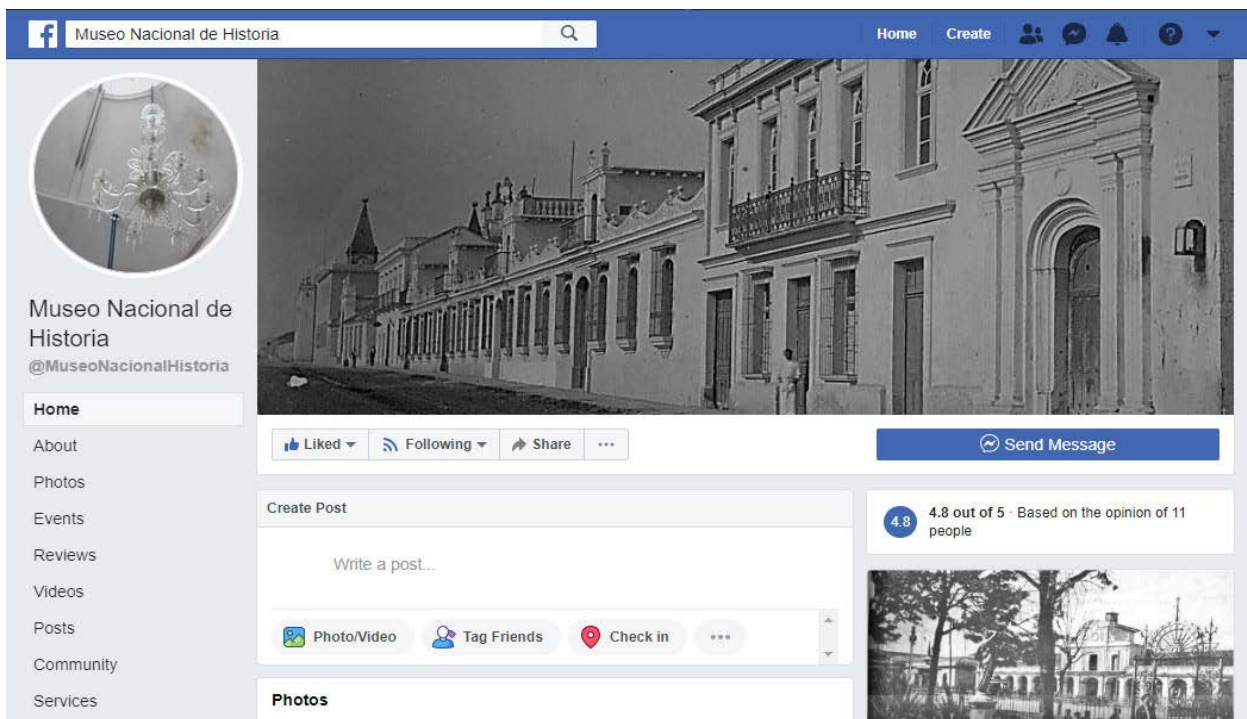 Museo Nacional de Historia
Home Create
Museo Nacional de
Historia
@MuseoNacionalHistoria
Home
About
Photos
Events
Reviews
Videos
Posts
Community
Services
Liked Following Share
Send Message
Create Post
Write a post...
Photo/Video Tag Friends Check in
Photos
4.8
4.8 out of 5 · Based on the opinion of 11
people